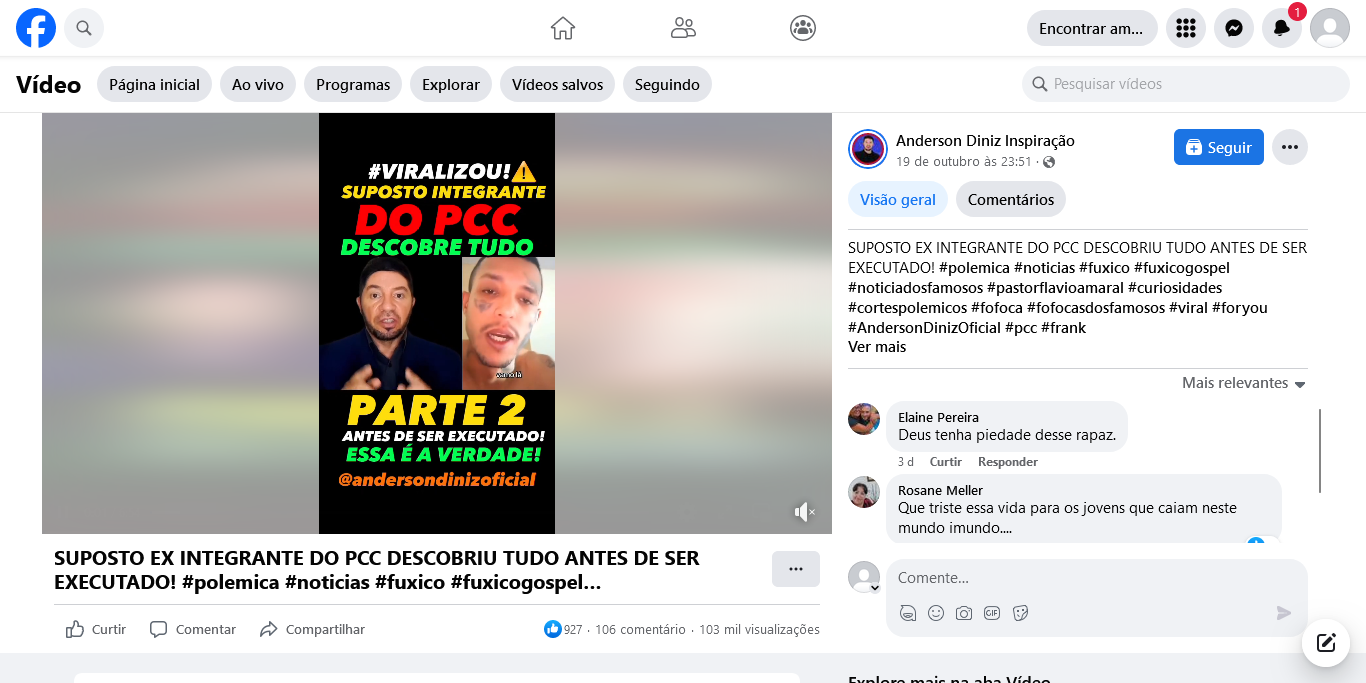 Encontrar am...
1
Vídeo
Página inicial
Ao vivo
Programas
Explorar
Vídeos salvos
Seguindo
Pesquisar vídeos
#VIRALIZOU!
SUPOSTO INTEGRANTE
DO PCC
DESCOBRE TUDO
vamo lá
PARTE 2
ANTES DE SER EXECUTADO!
ESSA É A VERDADE!
@andersondinizoficial
SUPOSTO EX INTEGRANTE DO PCC DESCOBRIU TUDO ANTES DE SER
EXECUTADO! #polemica #noticias #fuxico #fuxicogospel...
Curtir
Comentar
Compartilhar
927 · 106 comentário · 103 mil visualizações
Anderson Diniz Inspiração
19 de outubro às 23:51 ·
Seguir
Visão geral
Comentários
SUPOSTO EX INTEGRANTE DO PCC DESCOBRIU TUDO ANTES DE SER
EXECUTADO! #polemica #noticias #fuxico #fuxicogospel
#noticiadosfamosos #pastorflavioamaral #curiosidades
#cortespolemicos #fofoca #fofocasdosfamosos #viral #foryou
#AndersonDinizOficial #pcc #frank
Ver mais
Mais relevantes
Elaine Pereira
Deus tenha piedade desse rapaz.
3 d Curtir Responder
Rosane Meller
Que triste essa vida para os jovens que caiam neste
mundo imundo....
Comente...
GIF
Explore mais na aba Vídeo